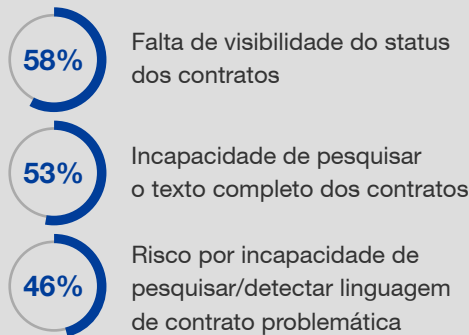 58%
Falta de visibilidade do status
dos contratos
53%
Incapacidade de pesquisar
o texto completo dos contratos
46%
Risco por incapacidade de
pesquisar/detectar linguagem
de contrato problemática